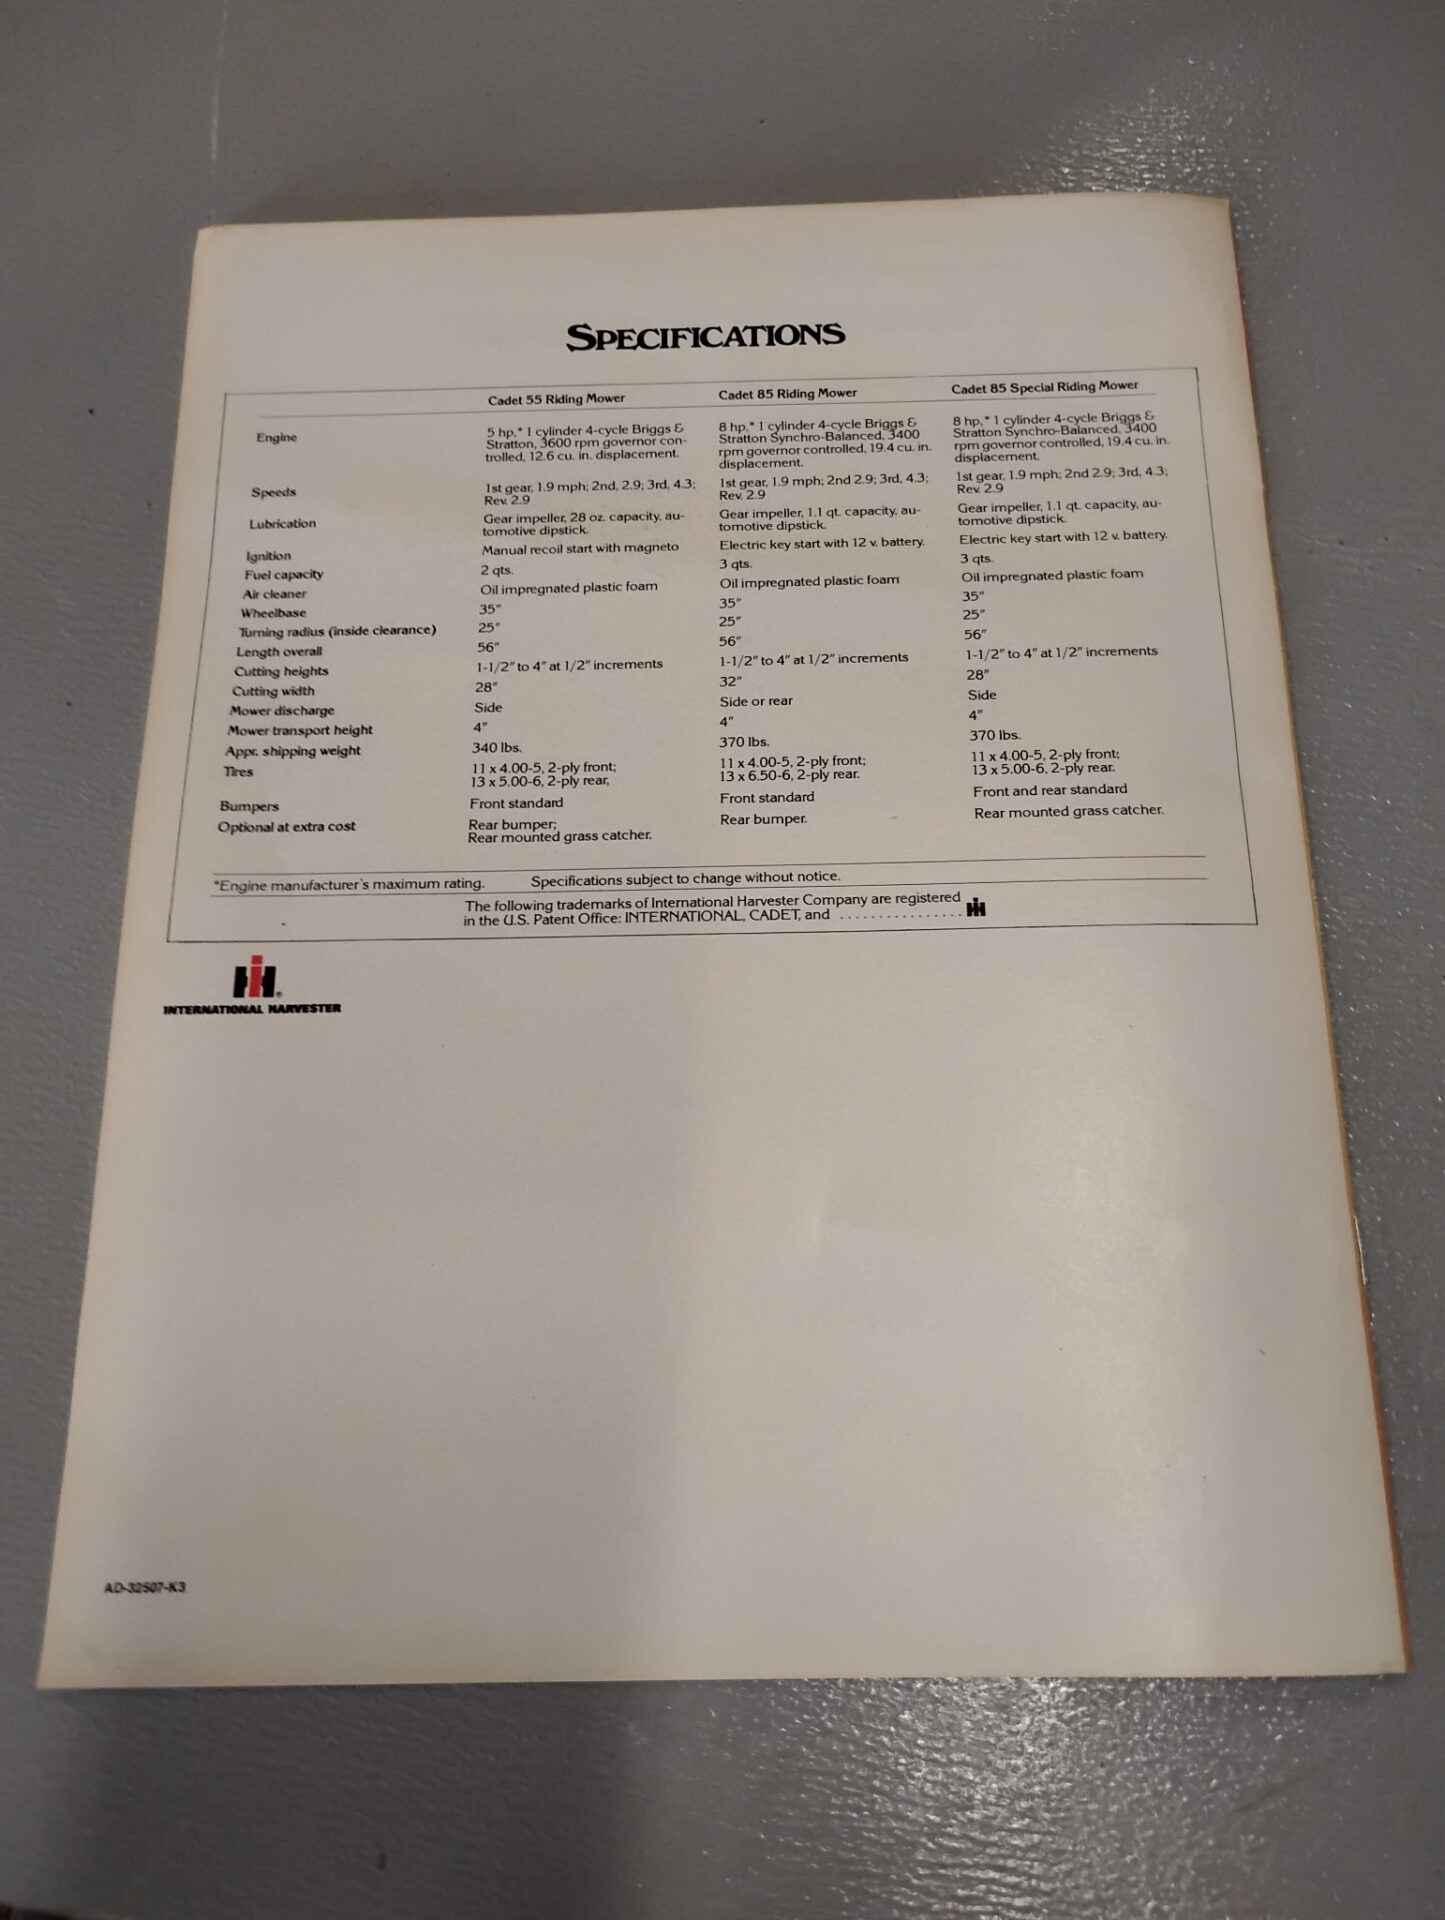 SPECIFICATIONS
Cadet 55 Riding Mower Cadet 85 Riding Mower Cadet 85 Special Riding Mower
Engine 5 hp,* 1 cylinder 4-cycle Briggs & 8 hp,* 1 cylinder 4-cycle Briggs & 8 hp,* 1 cylinder 4-cycle Briggs &
Stratton, 3600 rpm governor con- Stratton Synchro-Balanced, 3400 Stratton Synchro-Balanced, 3400
trolled, 12.6 cu. in. displacement. rpm governor controlled, 19.4 cu. in. rpm governor controlled, 19.4 cu. in.
displacement. displacement.
Speeds 1st gear, 1.9 mph; 2nd, 2.9; 3rd, 4.3; 1st gear, 1.9 mph; 2nd 2.9; 3rd, 4.3; 1st gear, 1.9 mph; 2nd 2.9; 3rd, 4.3;
Rev. 2.9 Rev. 2.9 Rev. 2.9
Lubrication Gear impeller, 28 oz. capacity, au- Gear impeller, 1.1 qt. capacity, au- Gear impeller, 1.1 qt. capacity, au-
tomotive dipstick. tomotive dipstick. tomotive dipstick.
Ignition Manual recoil start with magneto Electric key start with 12 v. battery. Electric key start with 12 v. battery.
Fuel capacity 2 qts. 3 qts. 3 qts.
Air cleaner Oil impregnated plastic foam Oil impregnated plastic foam Oil impregnated plastic foam
Wheelbase 35" 35" 35"
Turning radius (inside clearance) 25" 25" 25"
Length overall 56" 56" 56"
Cutting heights 1-1/2" to 4" at 1/2" increments 1-1/2" to 4" at 1/2" increments 1-1/2" to 4" at 1/2" increments
Cutting width 28" 32" 28"
Mower discharge Side Side or rear Side
Mower transport height 4" 4" 4"
Appr. shipping weight 340 lbs. 370 lbs. 370 lbs.
Tires 11 x 4.00-5, 2-ply front; 11 x 4.00-5, 2-ply front; 11 x 4.00-5, 2-ply front;
13 x 5.00-6, 2-ply rear, 13 x 6.50-6, 2-ply rear. 13 x 5.00-6, 2-ply rear.
Bumpers Front standard Front standard Front and rear standard
Optional at extra cost Rear bumper; Rear bumper. Rear mounted grass catcher.
Rear mounted grass catcher.
*Engine manufacturer's maximum rating. Specifications subject to change without notice.
The following trademarks of International Harvester Company are registered
in the U.S. Patent Office: INTERNATIONAL, CADET, and ................ IH
IH®
INTERNATIONAL HARVESTER
AD-32507-K3